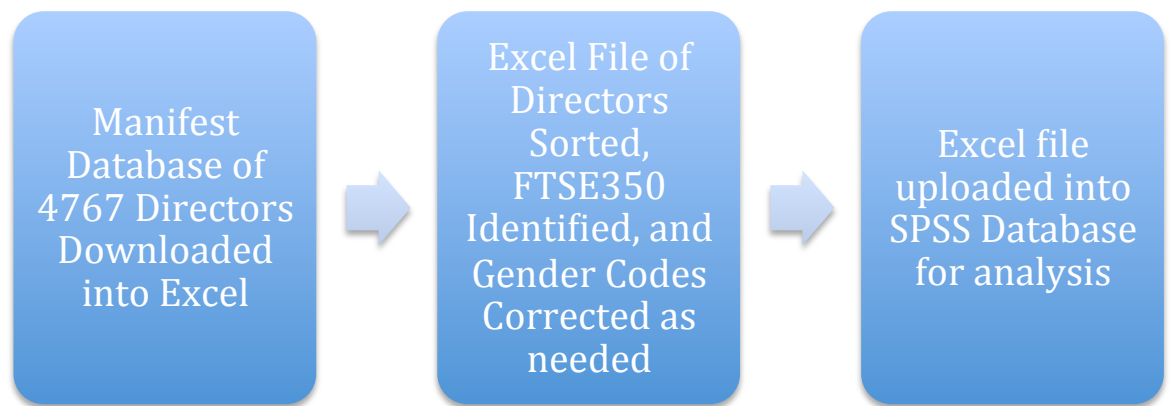 Manifest
Database of
4767 Directors
Downloaded
into Excel
Excel File of
Directors
Sorted,
FTSE350
Identified, and
Gender Codes
Corrected as
needed
Excel file
uploaded into
SPSS Database
for analysis